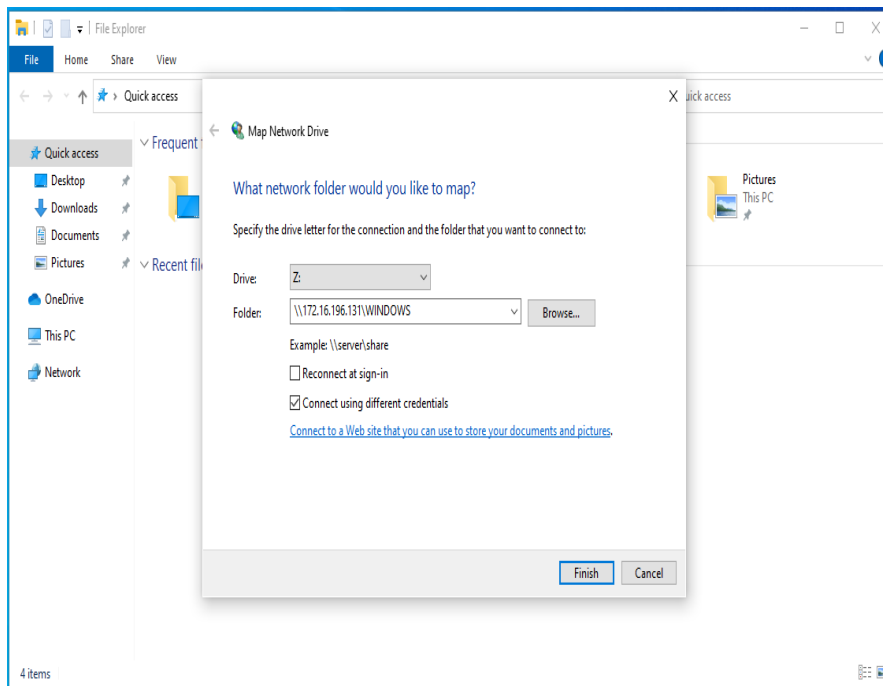 File Explorer
File Home Share View
Quick access
uick access
Map Network Drive
Quick access
Desktop
Downloads
Documents
Pictures
OneDrive
This PC
Network
Frequent
Recent fil
Pictures
This PC
What network folder would you like to map?
Specify the drive letter for the connection and the folder that you want to connect to:
Drive: Z:
Folder: \\172.16.196.131\WINDOWS Browse...
Example: \\server\share
Reconnect at sign-in
Connect using different credentials
Connect to a Web site that you can use to store your documents and pictures.
Finish Cancel
4 items